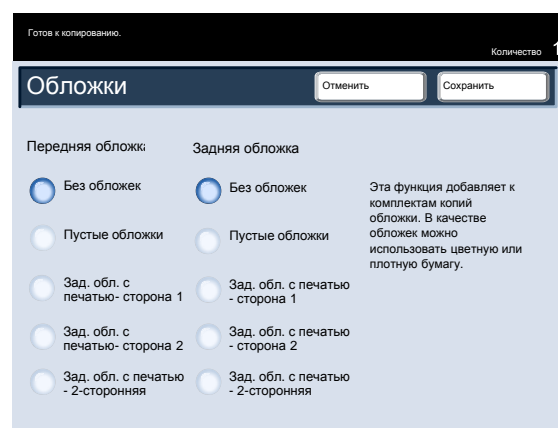 Готов к копированию.
Количество 1
Обложки
Отменить
Сохранить
Передняя обложка
Задняя обложка
Без обложек
Пустые обложки
Зад. обл. с
печатью- сторона 1
Зад. обл. с
печатью- сторона 2
Зад. обл. с печатью
- 2-сторонняя
Без обложек
Пустые обложки
Зад. обл. с печатью
- сторона 1
Зад. обл. с печатью
- сторона 2
Зад. обл. с печатью
- 2-сторонняя
Эта функция добавляет к
комплектам копий
обложки. В качестве
обложек можно
использовать цветную или
плотную бумагу.